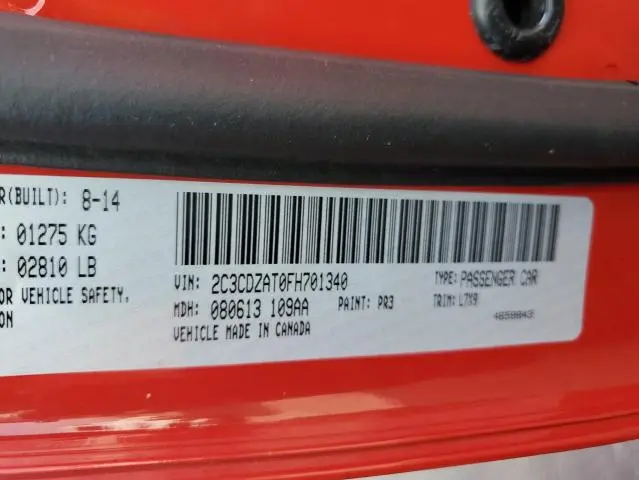 R(BUILT): 8-14
01275 KG
02810 LB
OR VEHICLE SAFETY,
ON
VIN: 2C3CDZAT0FH701340
TYPE: PASSENGER CAR
MDH: 080613 109AA
PAINT: PR3
TRIM: L7X9
VEHICLE MADE IN CANADA